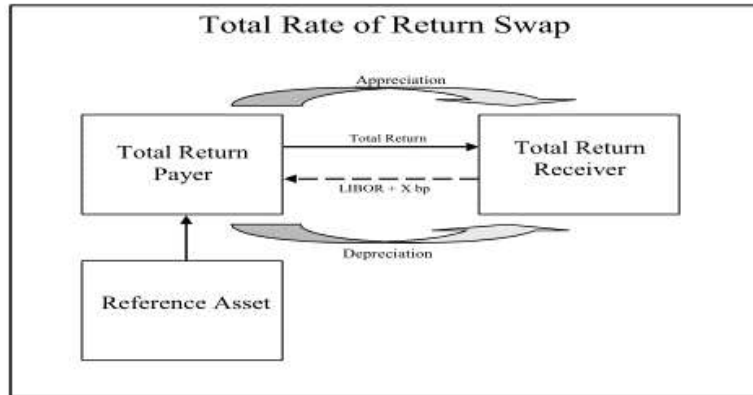 Total Rate of Return Swap
Appreciation
Total Return
Payer
Total Return
LIBOR + X bp
Total Return
Receiver
Depreciation
Reference Asset